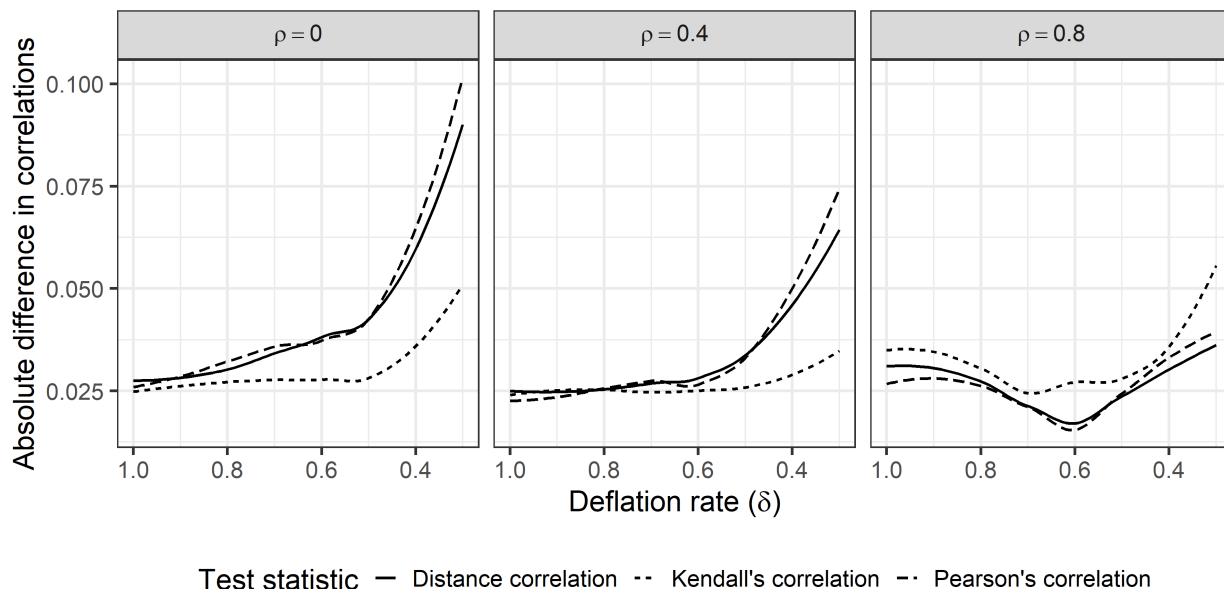 ρ = 0
ρ = 0.4
ρ = 0.8
Absolute difference in correlations
0.100
0.075
0.050
0.025
1.0 0.8 0.6 0.4
1.0 0.8 0.6 0.4
1.0 0.8 0.6 0.4
Deflation rate (δ)
Test statistic Distance correlation Kendall's correlation Pearson's correlation